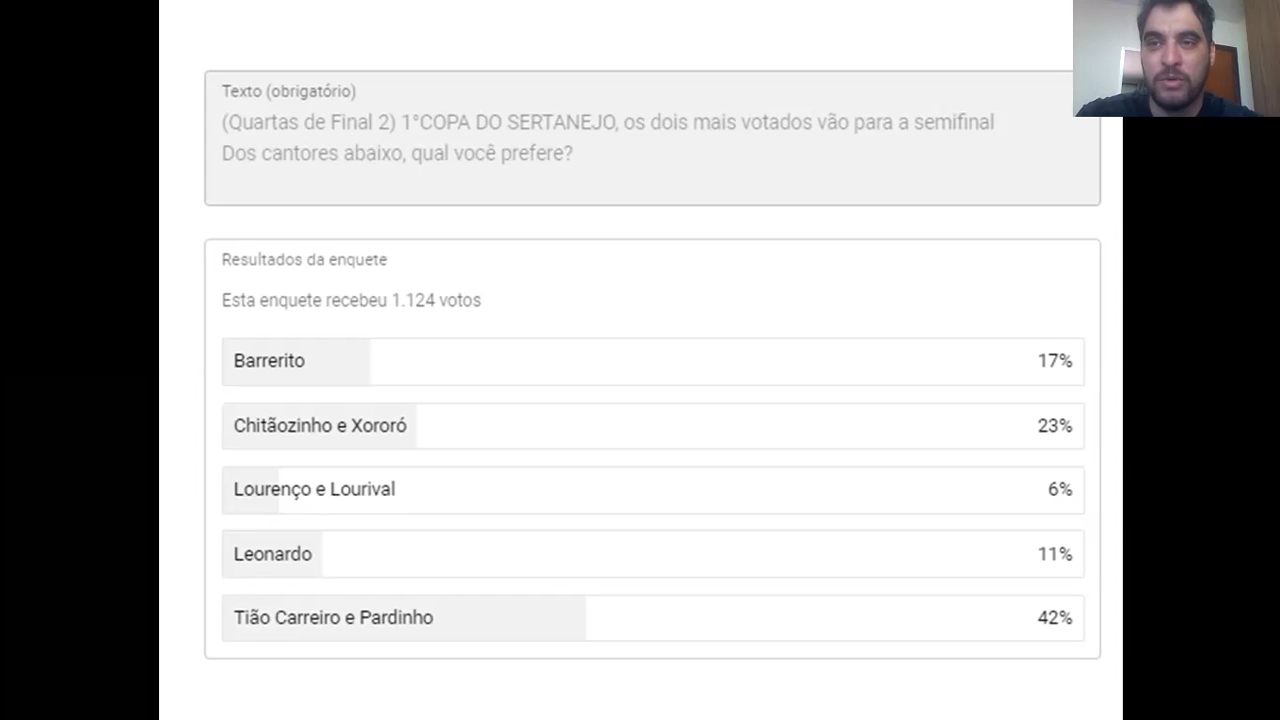 Texto (obrigatório)
(Quartas de Final 2) 1°COPA DO SERTANEJO, os dois mais votados vão para a semifinal
Dos cantores abaixo, qual você prefere?
Resultados da enquete
Esta enquete recebeu 1.124 votos
Barrerito 17%
Chitãozinho e Xororó 23%
Lourenço e Lourival 6%
Leonardo 11%
Tião Carreiro e Pardinho 42%